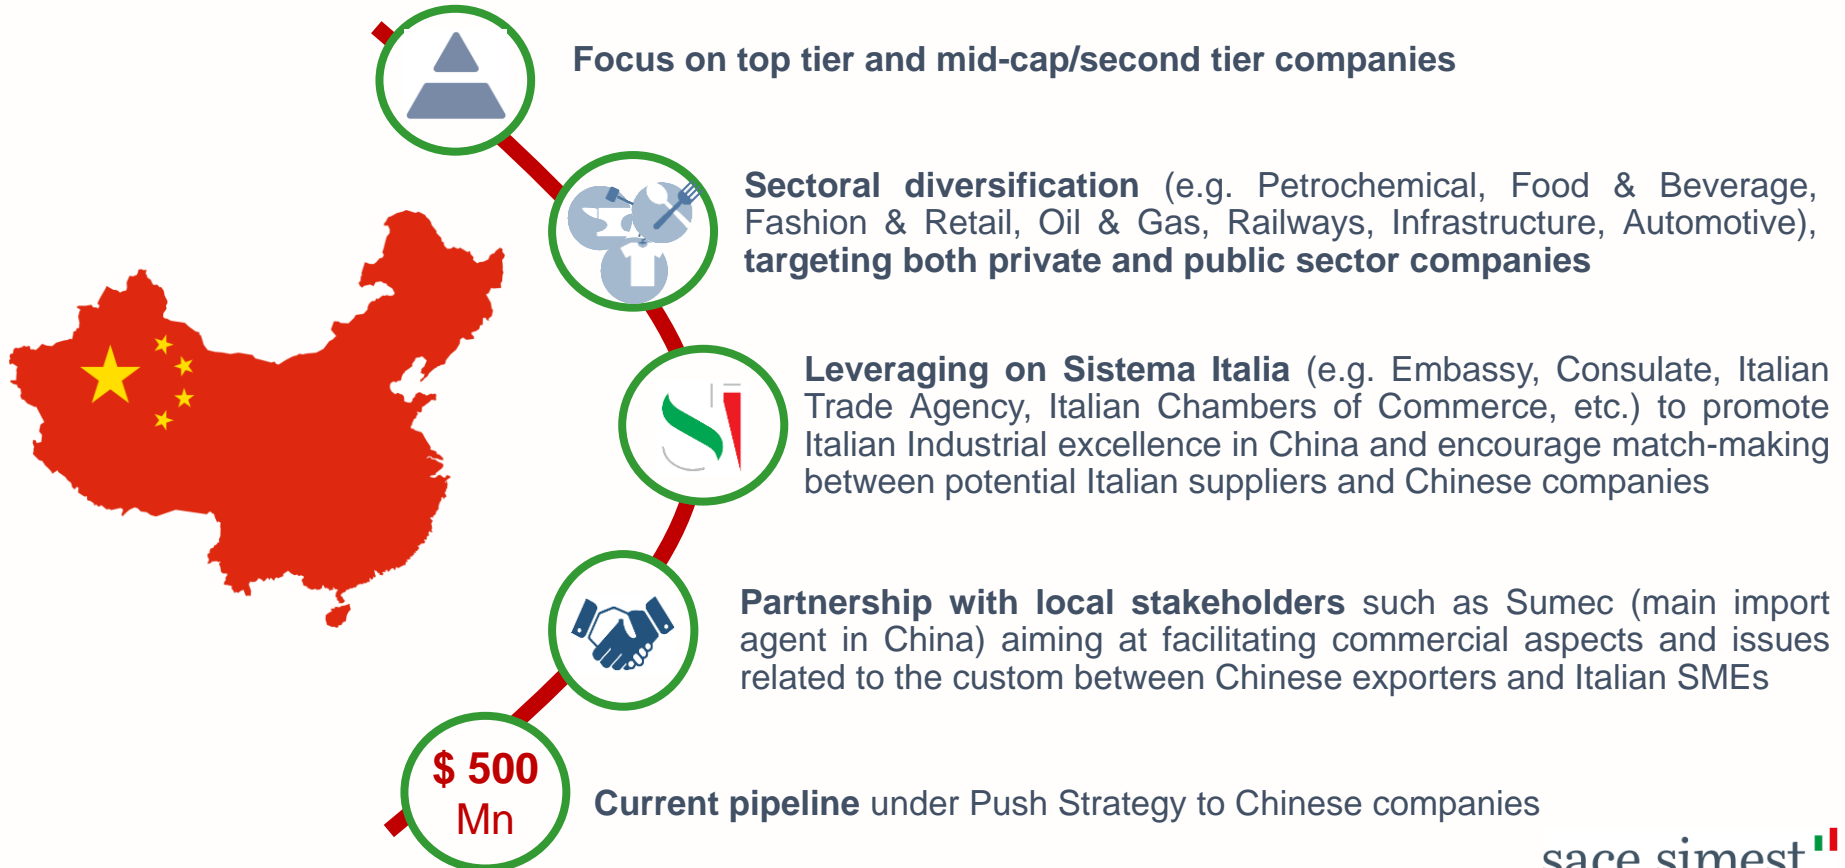 Focus on top tier and mid-cap/second tier companies
Sectoral diversification (e.g. Petrochemical, Food & Beverage,
Fashion & Retail, Oil & Gas, Railways, Infrastructure, Automotive),
targeting both private and public sector companies
Leveraging on Sistema Italia (e.g. Embassy, Consulate, Italian
Trade Agency, Italian Chambers of Commerce, etc.) to promote
Italian Industrial excellence in China and encourage match-making
between potential Italian suppliers and Chinese companies
Partnership with local stakeholders such as Sumec (main import
agent in China) aiming at facilitating commercial aspects and issues
related to the custom between Chinese exporters and Italian SMEs
$ 500
Mn
Current pipeline under Push Strategy to Chinese companies
sace simest